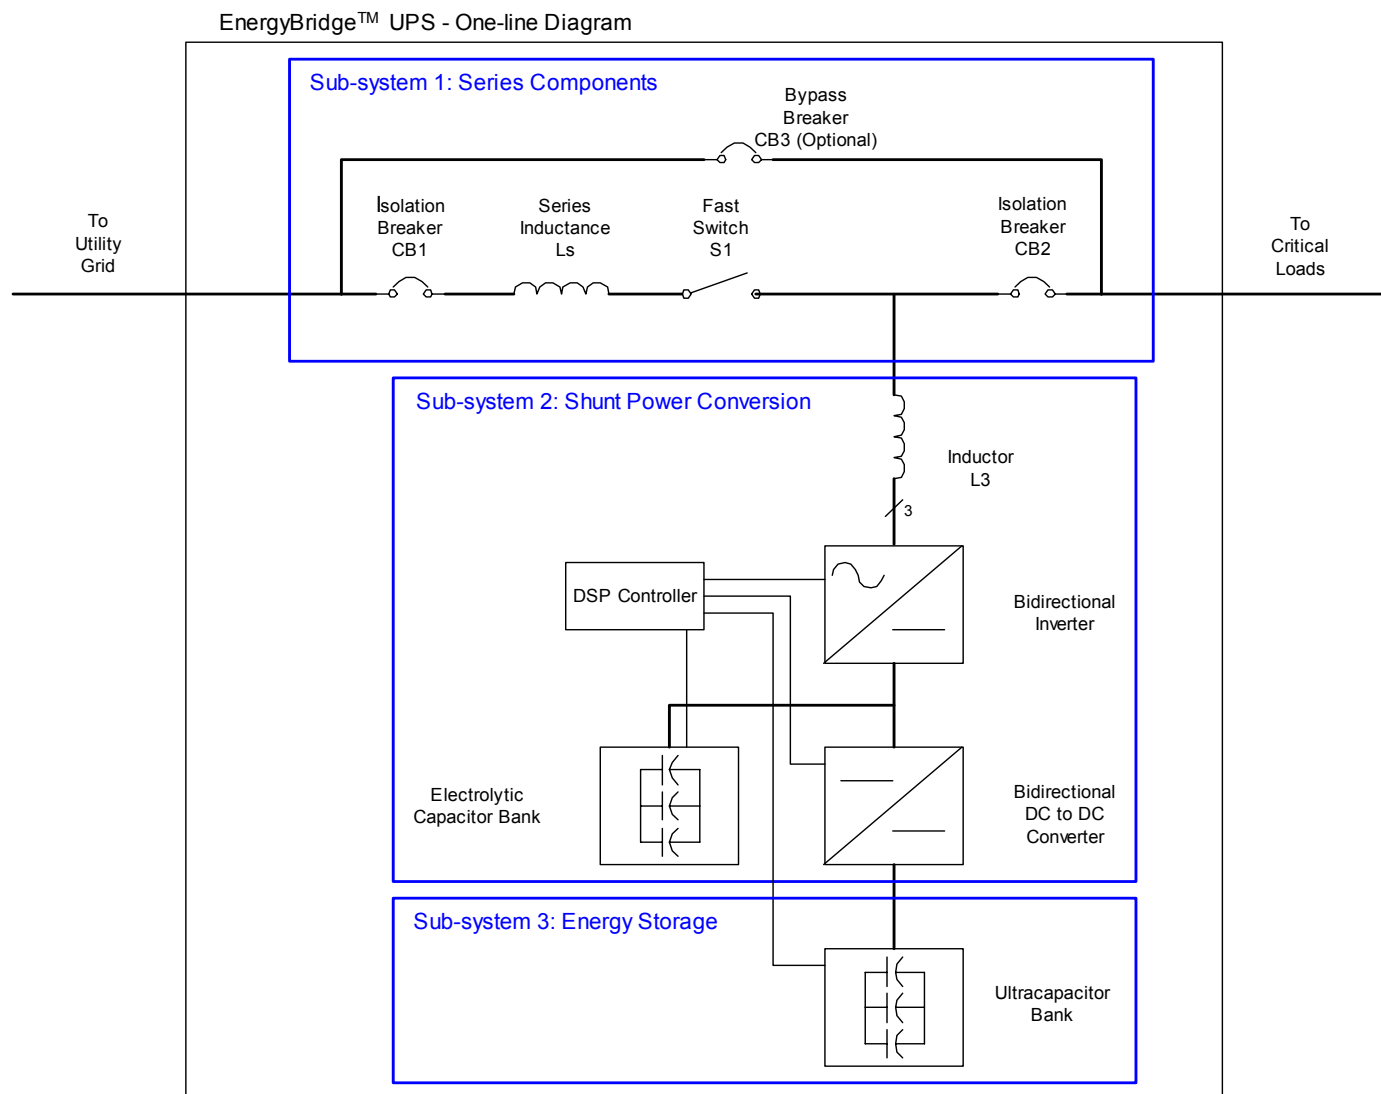 EnergyBridge™ UPS - One-line Diagram
Sub-system 1: Series Components
Bypass
Breaker
CB3 (Optional)
Isolation
Breaker
CB1
Series
Inductance
Ls
Fast
Switch
S1
Isolation
Breaker
CB2
To
Utility
Grid
To
Critical
Loads
Sub-system 2: Shunt Power Conversion
Inductor
L3
3
DSP Controller
Bidirectional
Inverter
Electrolytic
Capacitor Bank
Bidirectional
DC to DC
Converter
Sub-system 3: Energy Storage
Ultracapacitor
Bank